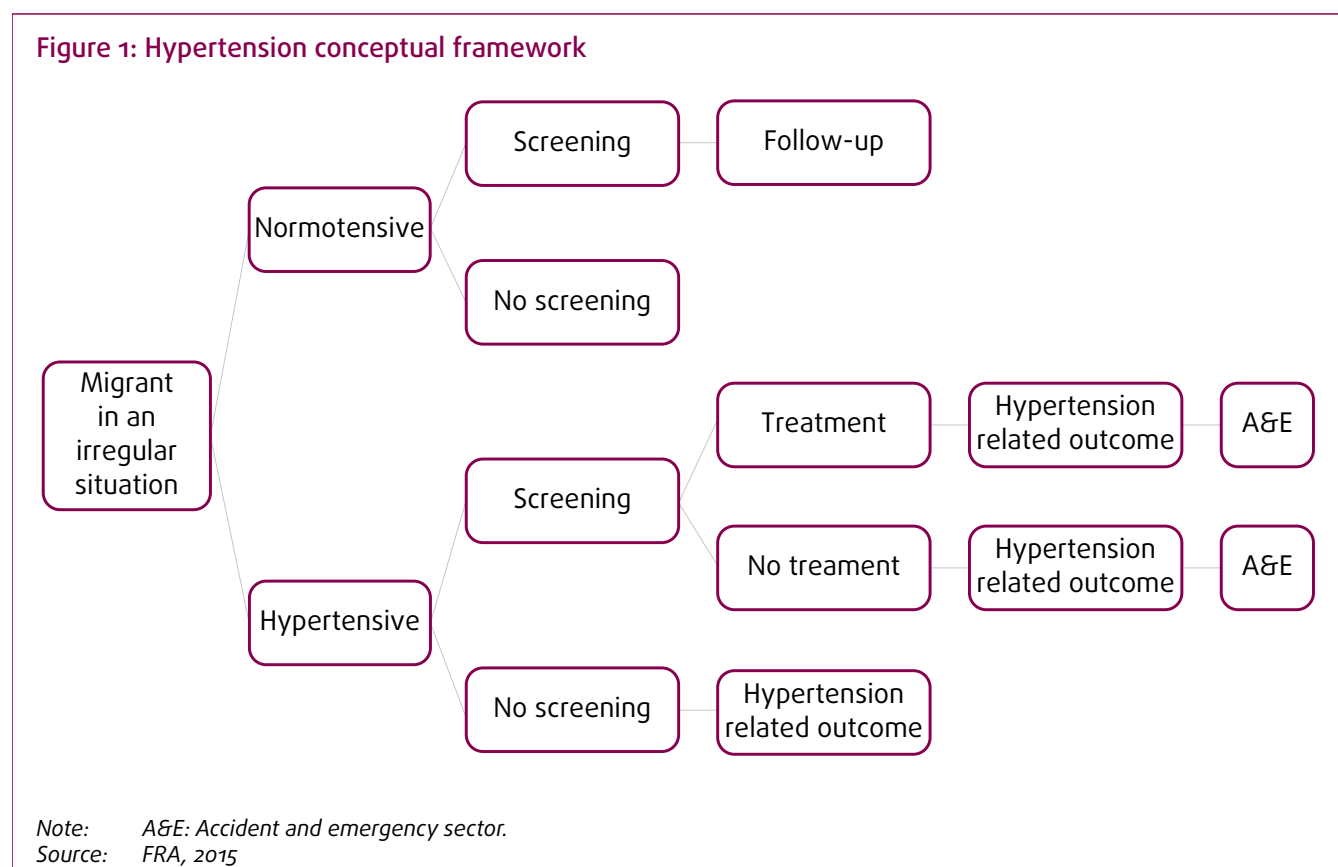 Figure 1: Hypertension conceptual framework
Screening
Follow-up
Normotensive
No screening
Migrant
in an
irregular
situation
Treatment
Hypertension
related outcome
A&E
Screening
No treament
Hypertension
related outcome
A&E
Hypertensive
No screening
Hypertension
related outcome
Note: A&E: Accident and emergency sector.
Source: FRA, 2015